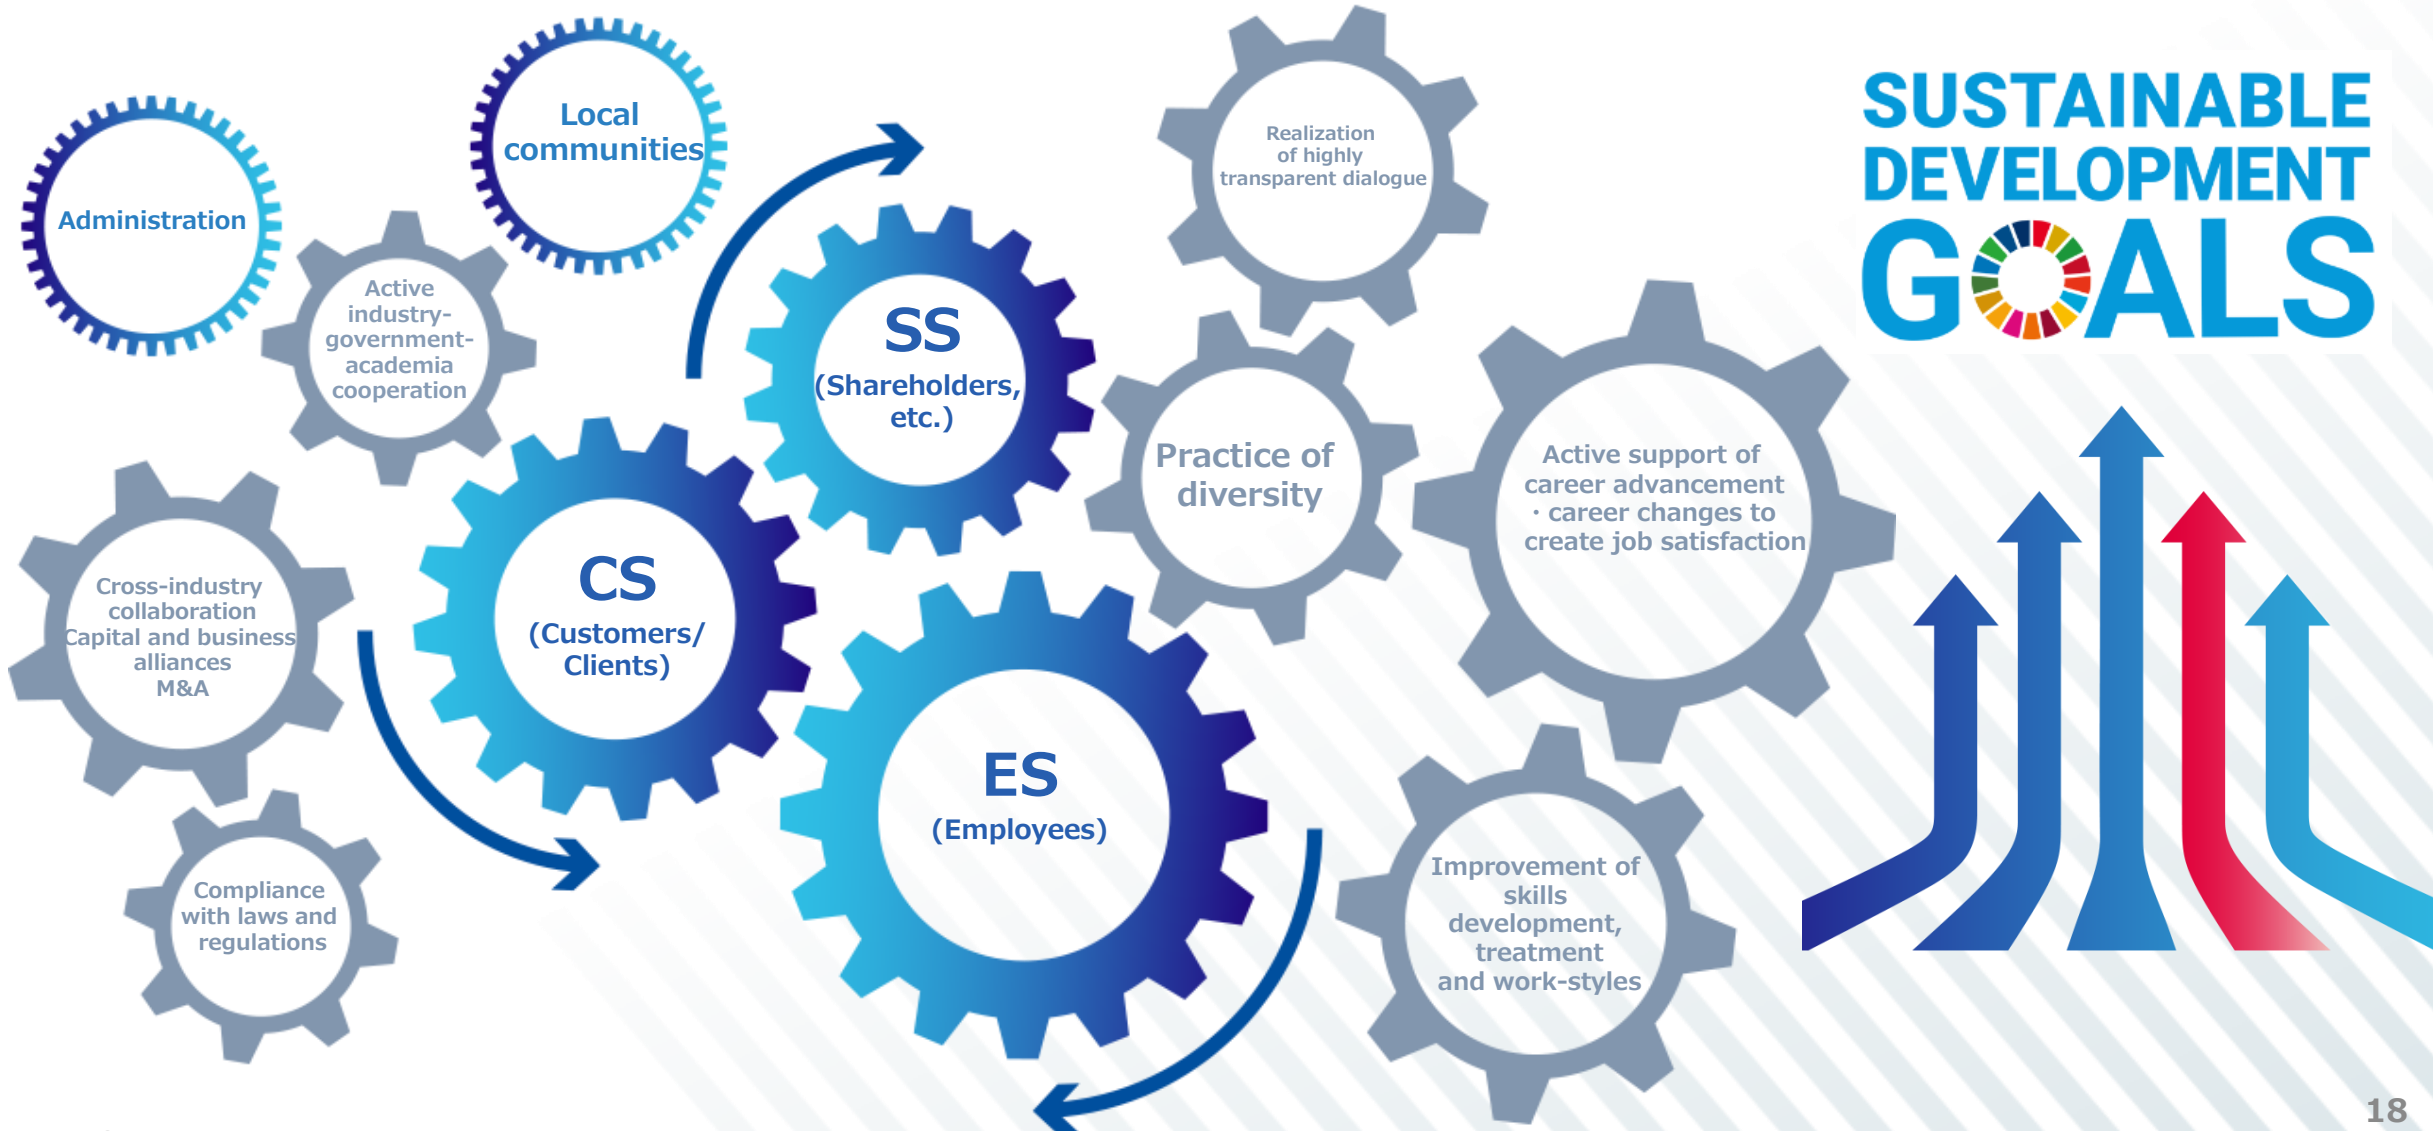 Administration
Local
communities
Active
industry-
government-
academia
cooperation
SS
(Shareholders,
etc.)
Realization
of highly
transparent dialogue
SUSTAINABLE
DEVELOPMENT
GOALS
Cross-industry
collaboration
Capital and business
alliances
M&A
CS
(Customers/
Clients)
Practice of
diversity
Active support of
career advancement
・career changes to
create job satisfaction
Compliance
with laws and
regulations
ES
(Employees)
Improvement of
skills
development,
treatment
and work-styles
18